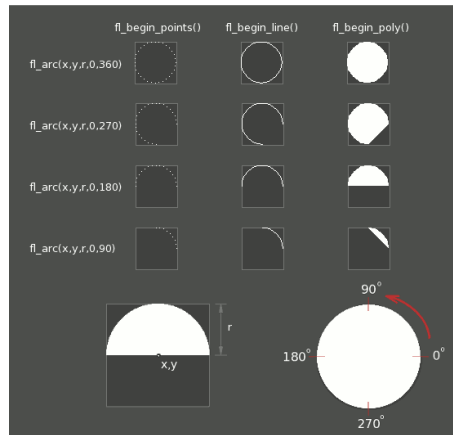 fl_begin_points() fl_begin_line() fl_begin_poly()
fl_arc(x,y,r,0,360)
fl_arc(x,y,r,0,270)
fl_arc(x,y,r,0,180)
fl_arc(x,y,r,0,90)
90°
r
180° 0°
x,y
270°